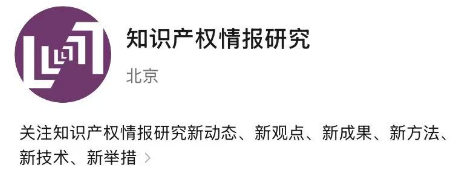 知识产权情报研究
北京
关注知识产权情报研究新动态、新观点、新成果、新方法、
新技术、新举措